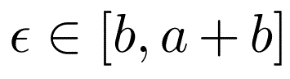 ϵ ∈ [b, a + b]